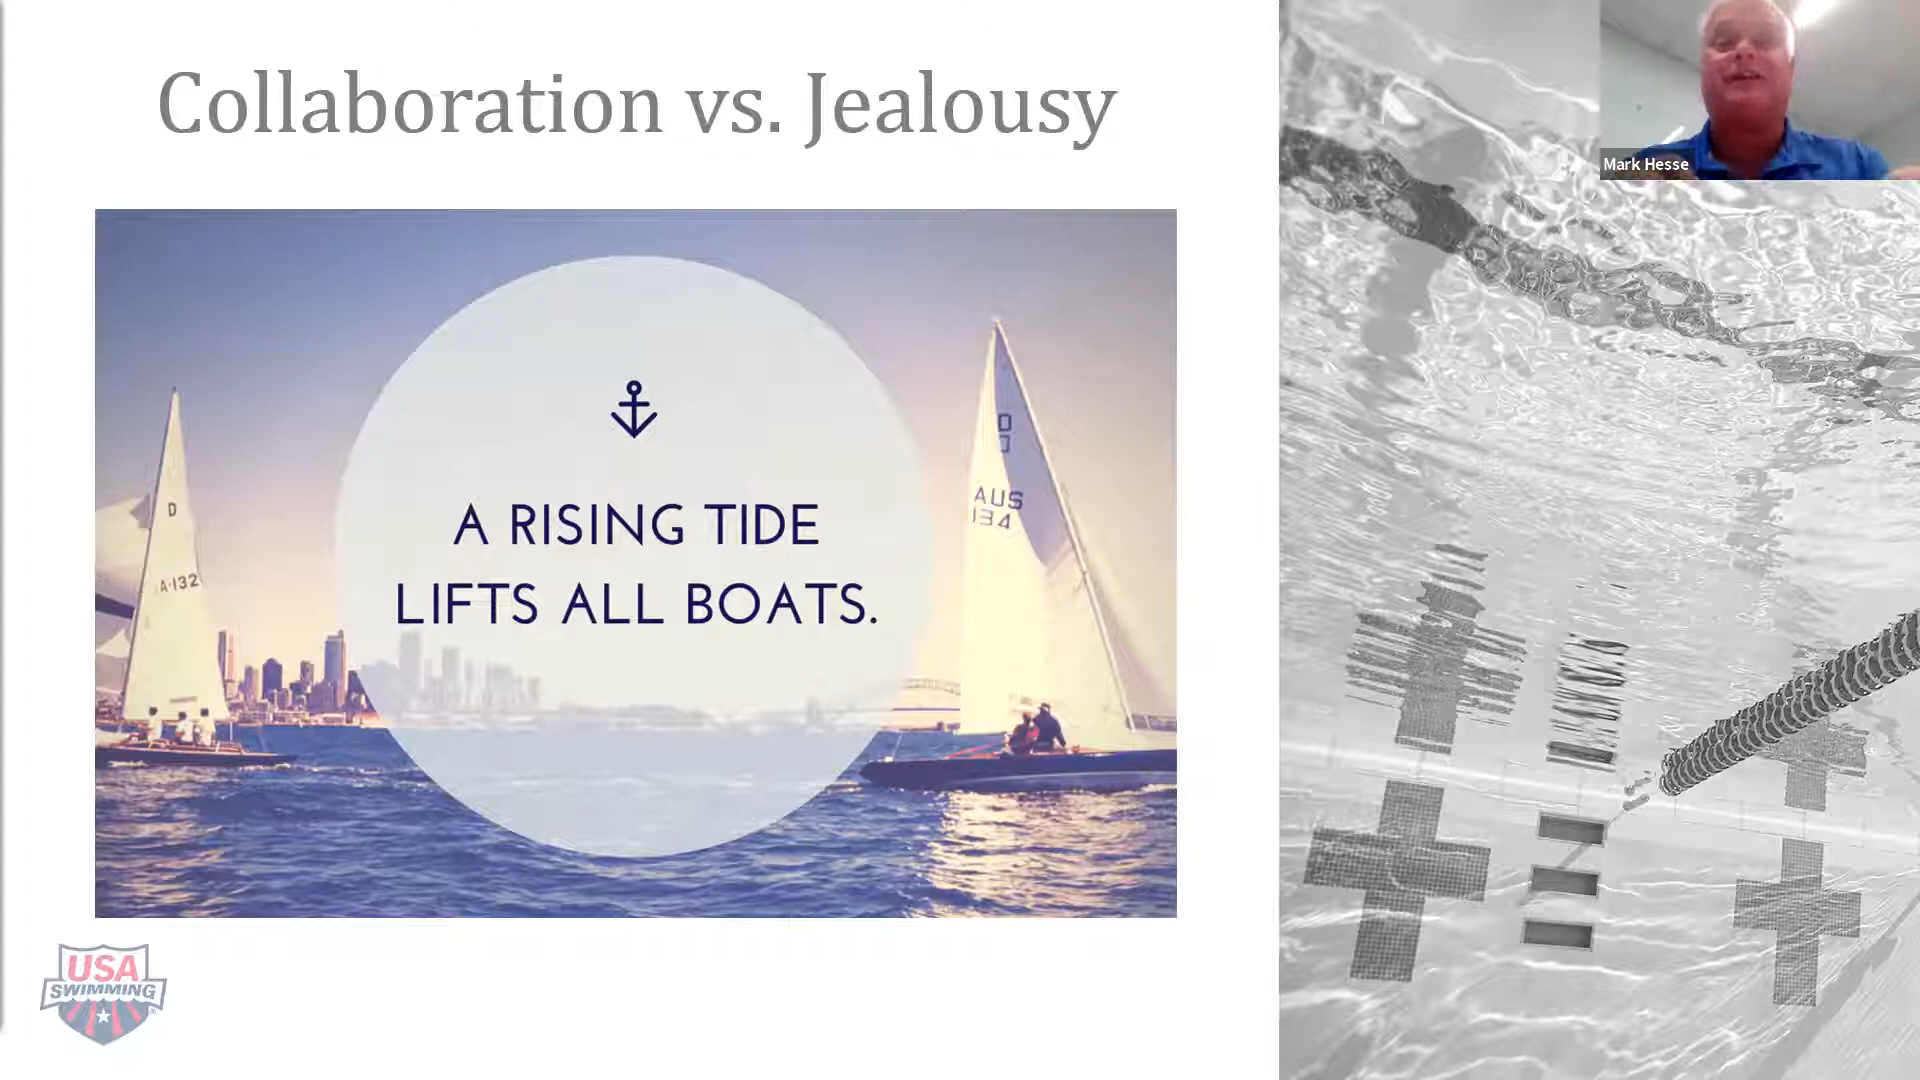 Collaboration vs. Jealousy
Mark Hesse
D
D
AUS
134
D
A-132
A RISING TIDE
LIFTS ALL BOATS.
USA
SWIMMING